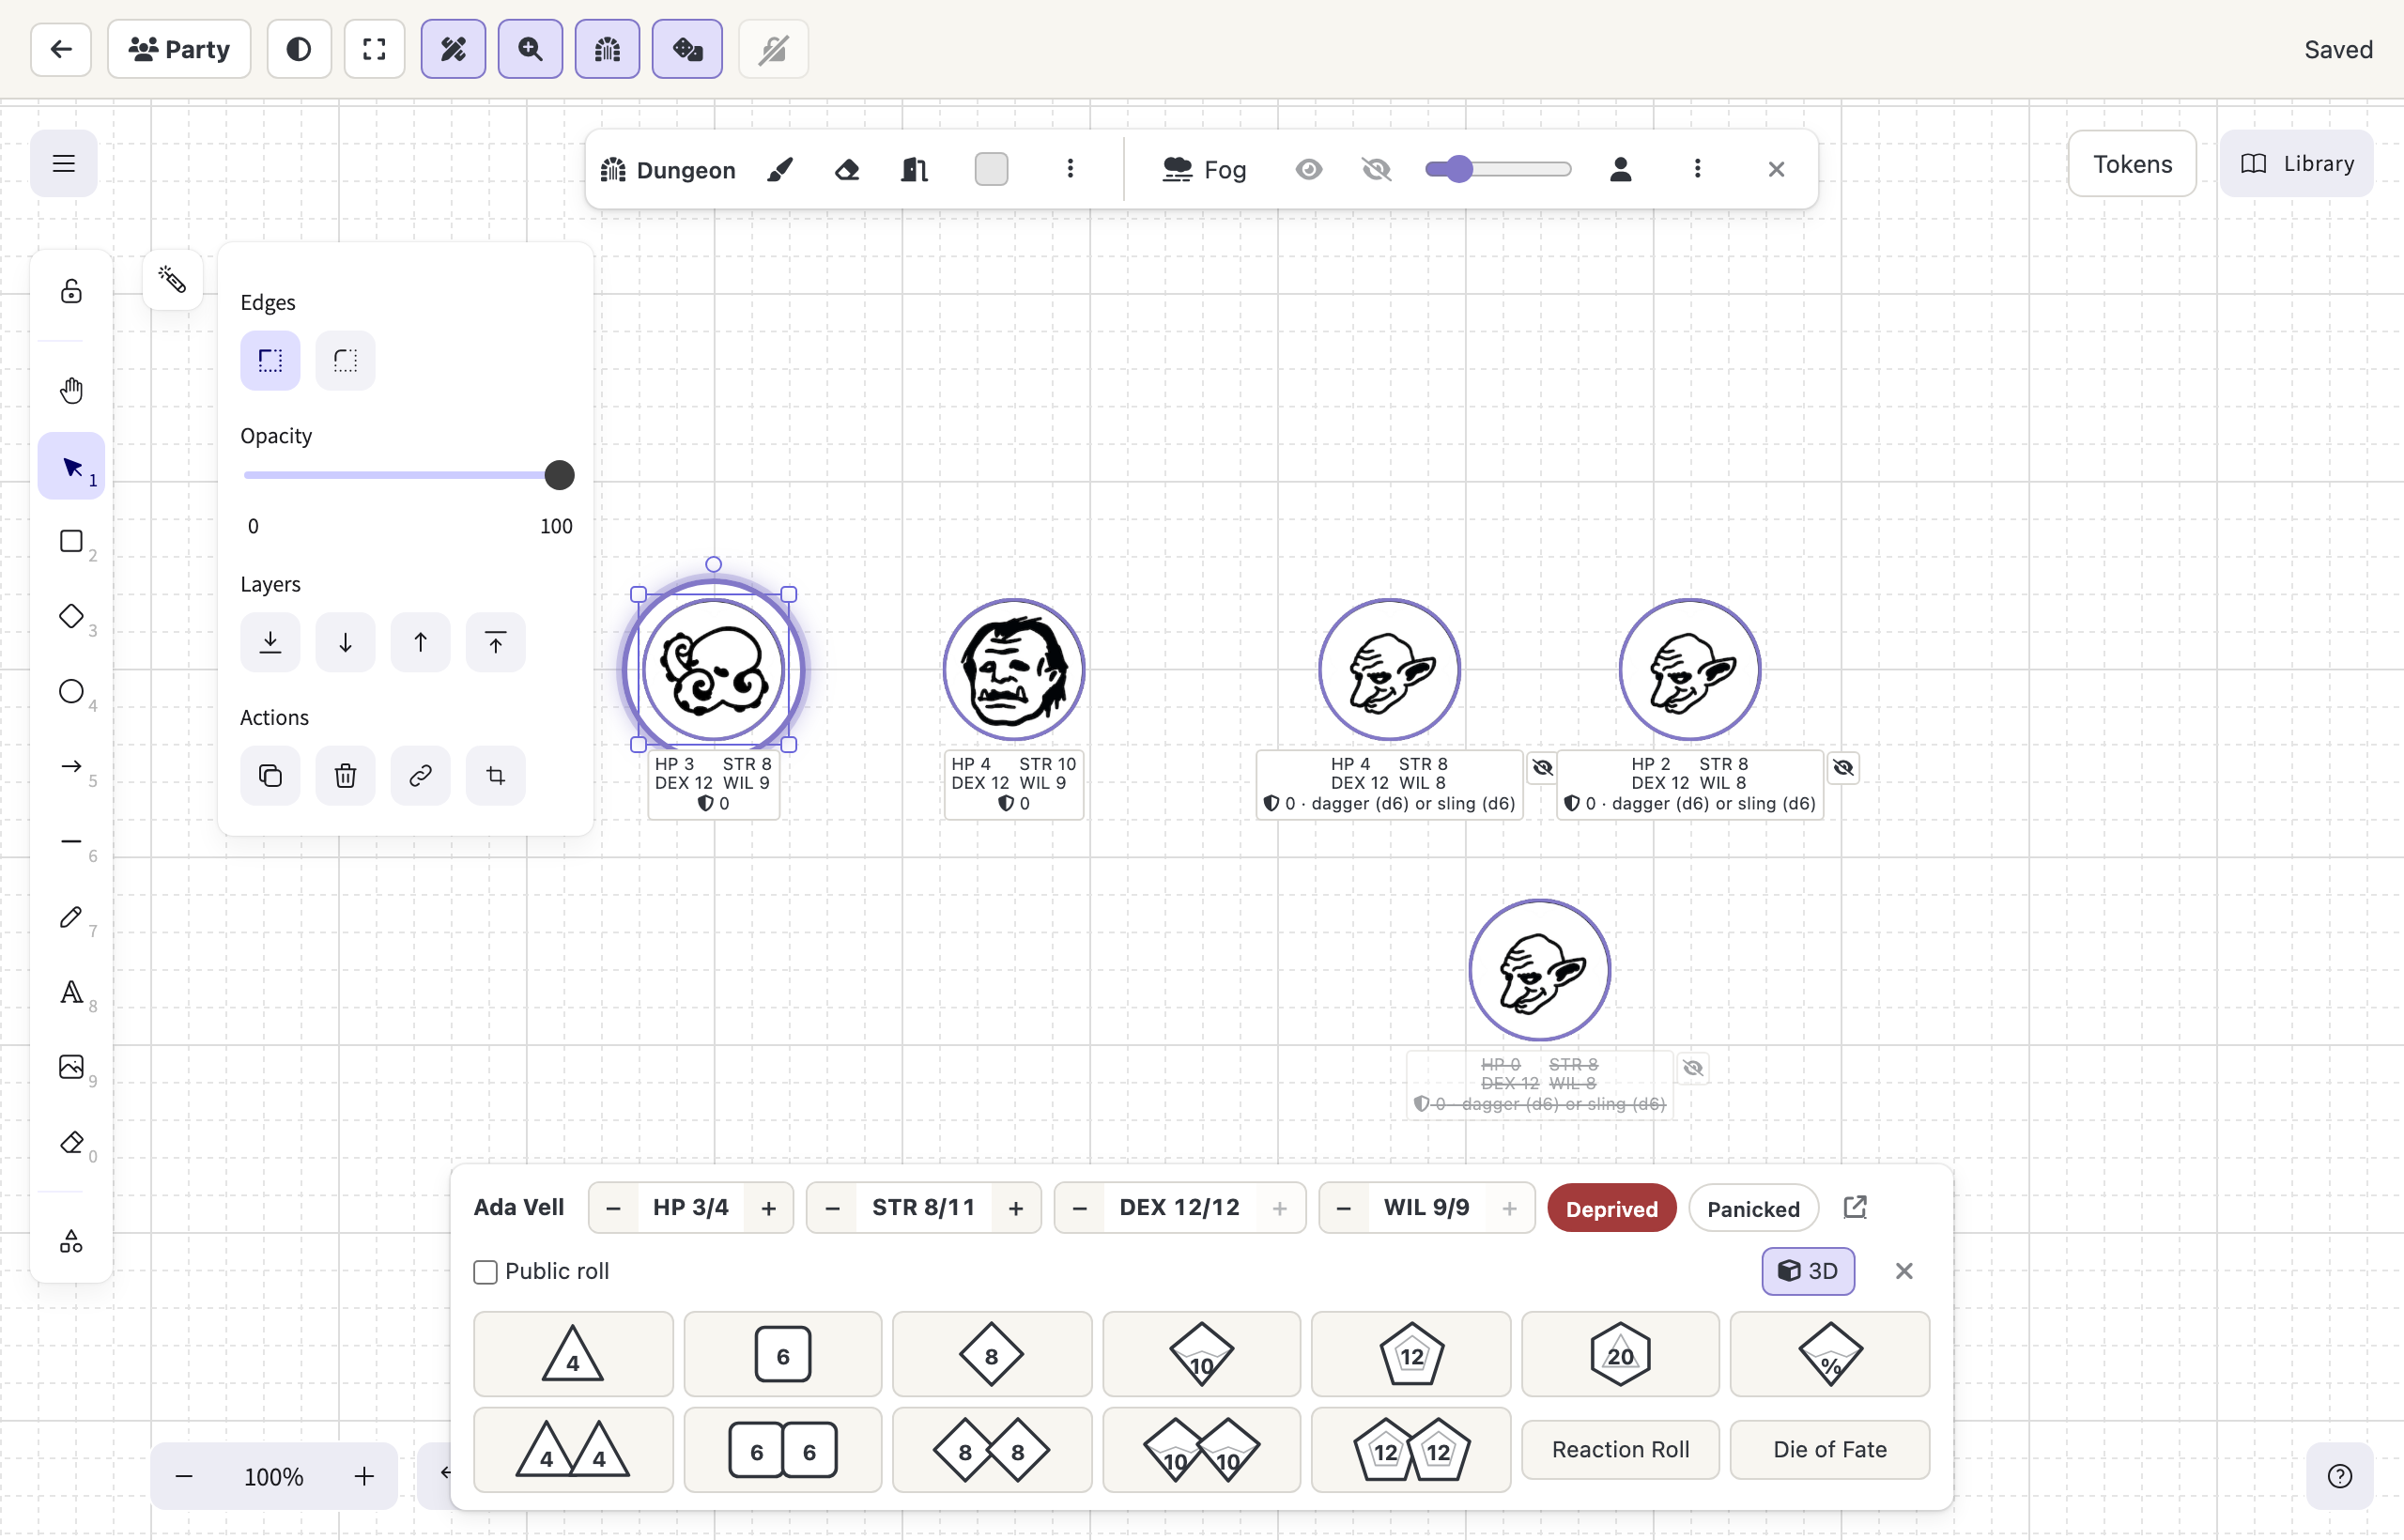 Party
Saved
Dungeon
Fog
Tokens
Library
Edges
Opacity
0
100
Layers
Actions
1
2
3
4
5
6
7
8
9
0
HP 3 STR 8
DEX 12 WIL 9
0
HP 4 STR 10
DEX 12 WIL 9
0
HP 4 STR 8
DEX 12 WIL 8
0 · dagger (d6) or sling (d6)
HP 2 STR 8
DEX 12 WIL 8
0 · dagger (d6) or sling (d6)
HP 0 STR 8
DEX 12 WIL 8
0 · dagger (d6) or sling (d6)
Ada Vell
− HP 3/4 +
− STR 8/11 +
− DEX 12/12 +
− WIL 9/9 +
Deprived
Panicked
Public roll
3D
4
6
8
10
12
20
%
4 4
6 6
8 8
10 10
12 12
Reaction Roll
Die of Fate
− 100% +